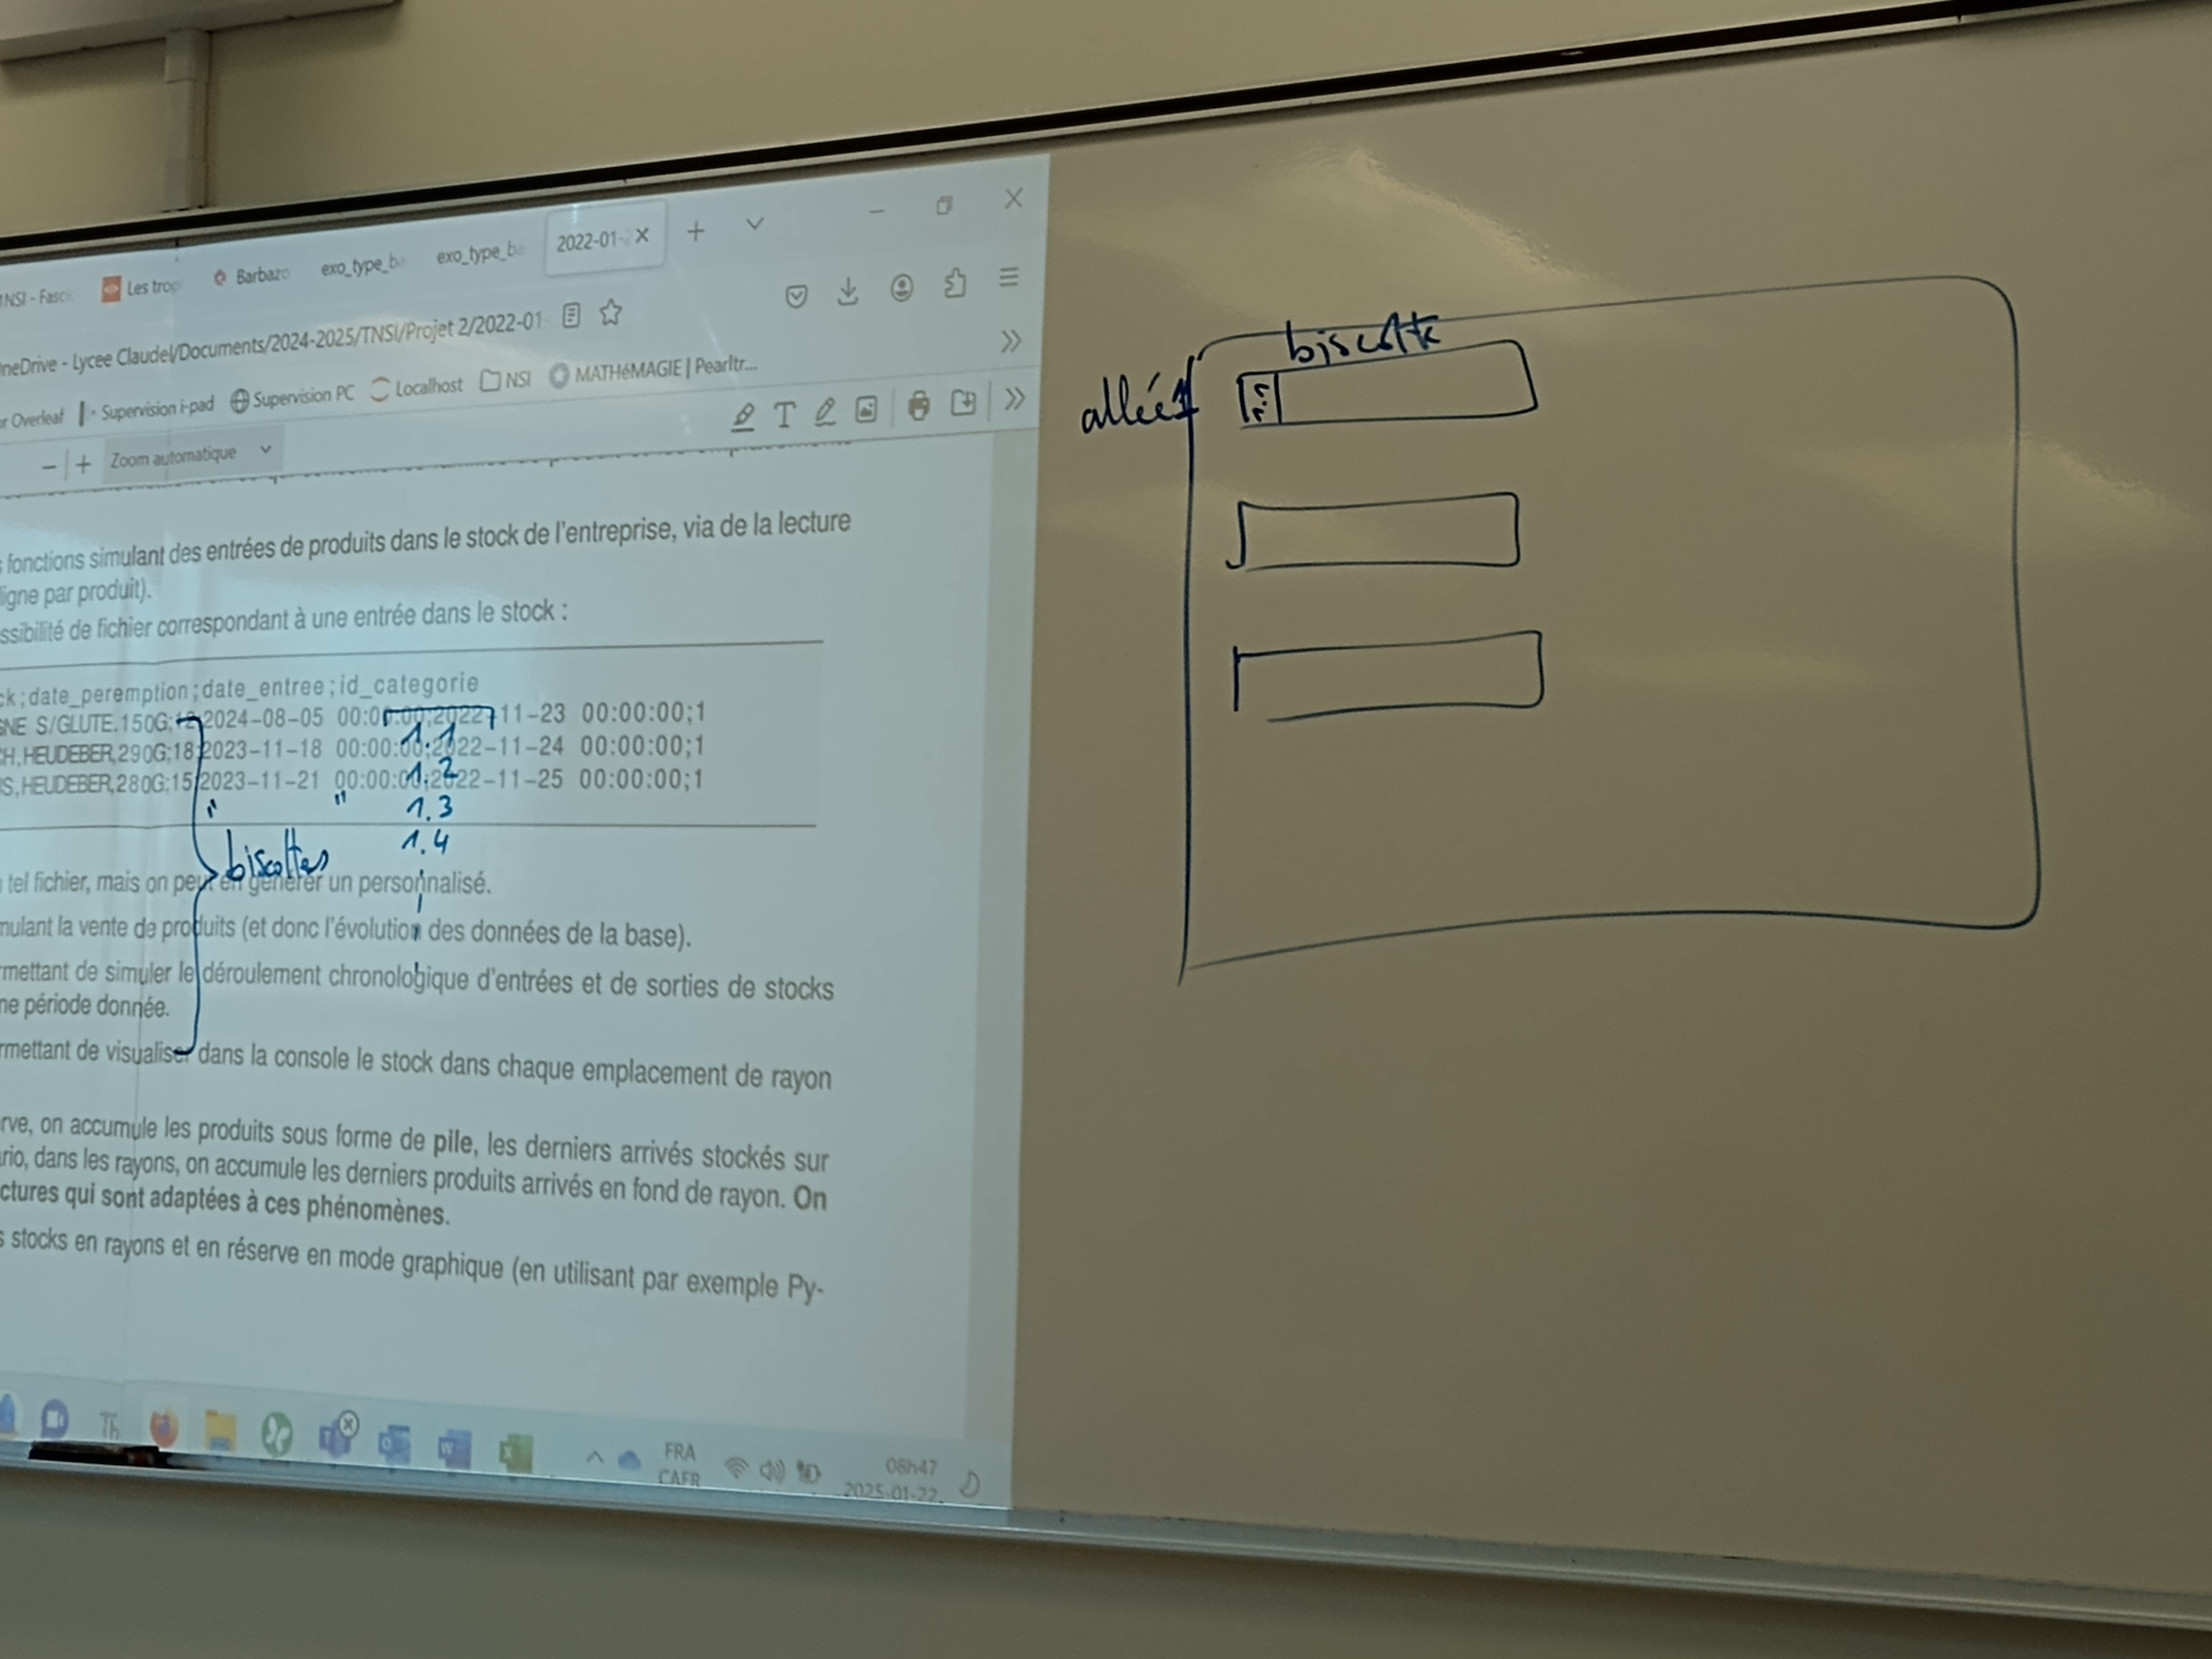 NSI - Fasc
Les trop
Barbazo
exo_type_b
exo_type_b
2022-01-
neDrive - Lycee Claudel/Documents/2024-2025/TNSI/Projet 2/2022-01-
r Overleaf
Supervision i-pad
Supervision PC
Localhost
NSI
MATHéMAGIE | Pearltr...
− + Zoom automatique
fonctions simulant des entrées de produits dans le stock de l'entreprise, via de la lecture
igne par produit).
ssibilité de fichier correspondant à une entrée dans le stock :
ck;date_peremption;date_entree;id_categorie
GNE S/GLUTE.150G;12;2024-08-05 00:00:00;2022-11-23 00:00:00;1
1.1
H,HEUDEBER,290G;18;2023-11-18 00:00:00;2022-11-24 00:00:00;1
1.2
S,HEUDEBER,280G;15;2023-11-21 00:00:00;2022-11-25 00:00:00;1
" " 1.3
1.4
biscottes
tel fichier, mais on peut en générer un personnalisé.
mulant la vente de produits (et donc l'évolution des données de la base).
rmettant de simuler le déroulement chronologique d'entrées et de sorties de stocks
ne période donnée.
rmettant de visualiser dans la console le stock dans chaque emplacement de rayon
rve, on accumule les produits sous forme de pile, les derniers arrivés stockés sur
rio, dans les rayons, on accumule les derniers produits arrivés en fond de rayon. On
ctures qui sont adaptées à ces phénomènes.
s stocks en rayons et en réserve en mode graphique (en utilisant par exemple Py-
FRA
CAFR
08h47
2025-01-22
biscotte
allée 1